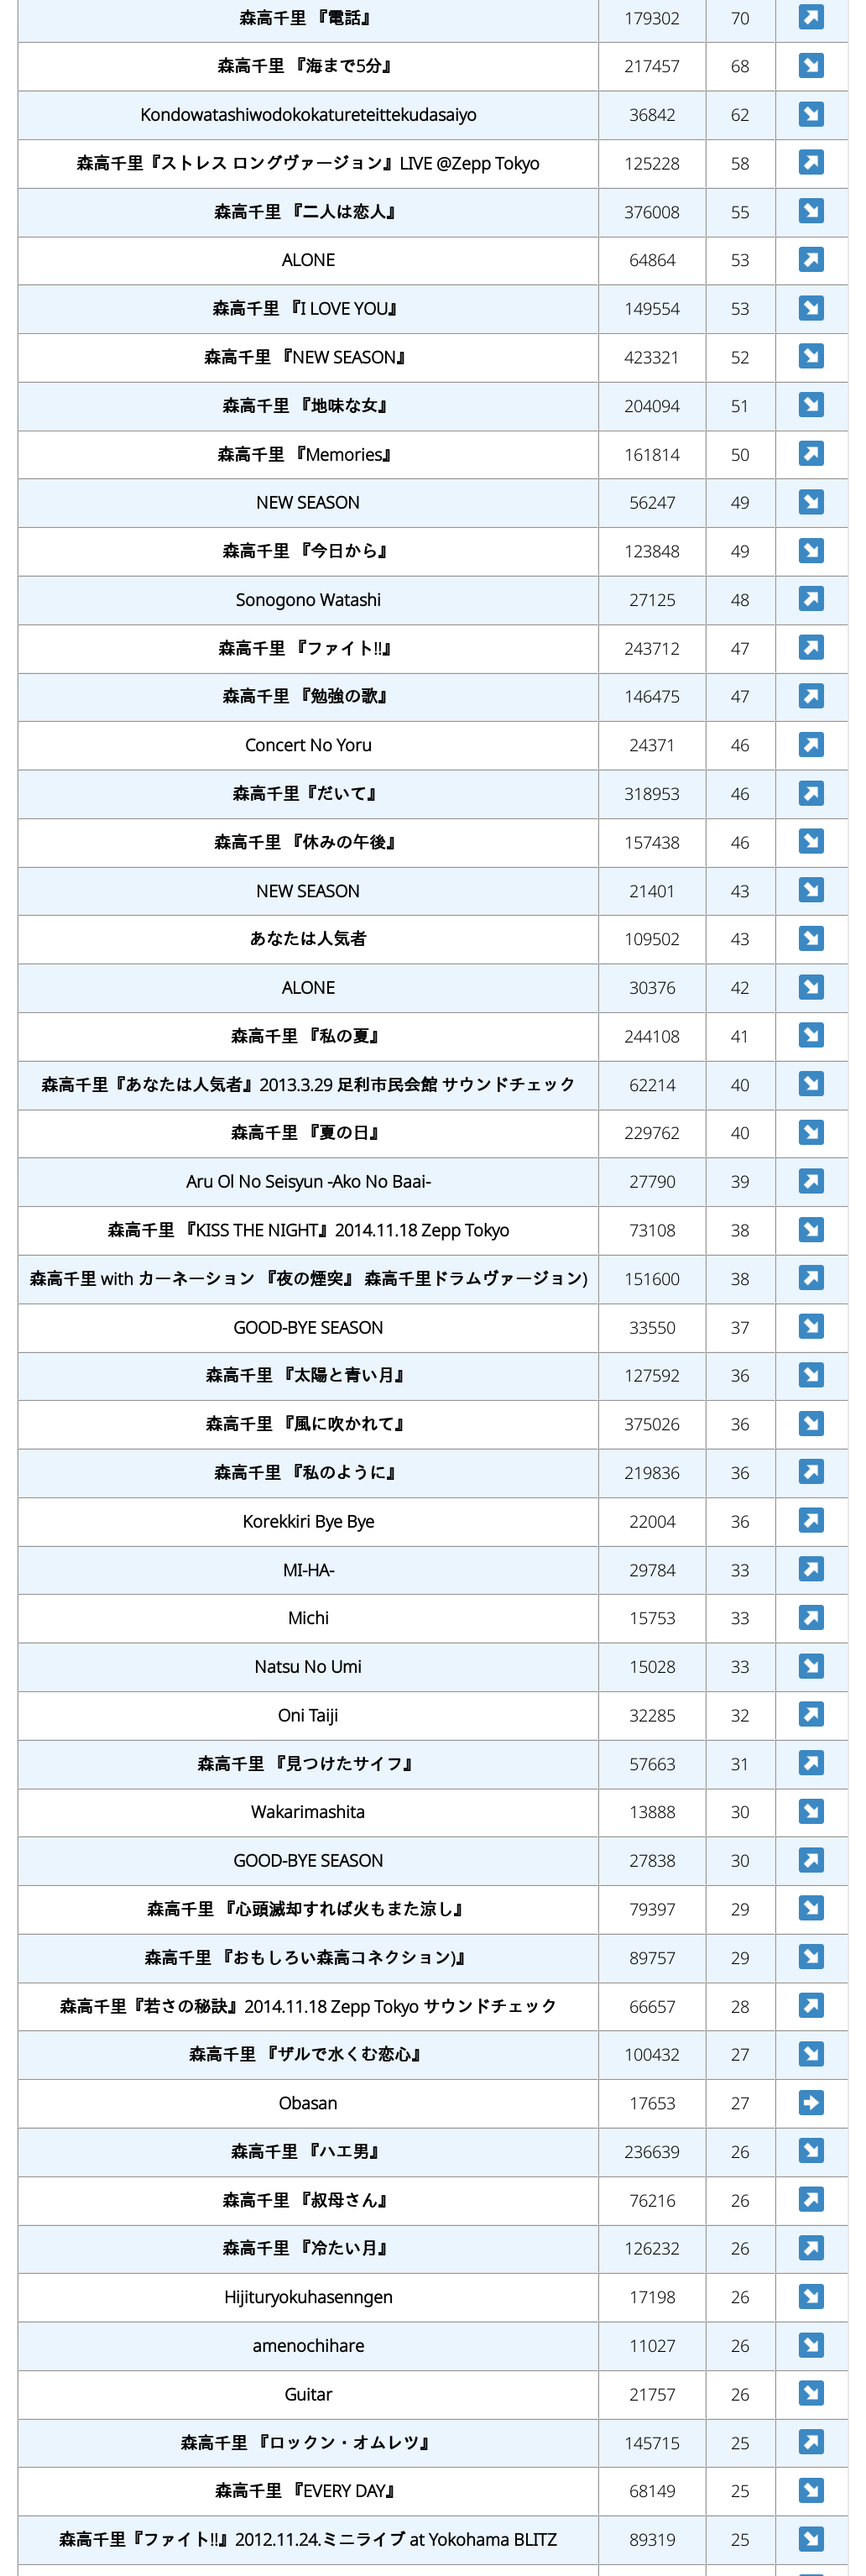 森高千里 『電話』 179302 70
森高千里 『海まで5分』 217457 68
Kondowatashiwodokokatureteittekudasaiyo 36842 62
森高千里『ストレス ロングヴァージョン』LIVE @Zepp Tokyo 125228 58
森高千里 『二人は恋人』 376008 55
ALONE 64864 53
森高千里 『I LOVE YOU』 149554 53
森高千里 『NEW SEASON』 423321 52
森高千里 『地味な女』 204094 51
森高千里 『Memories』 161814 50
NEW SEASON 56247 49
森高千里 『今日から』 123848 49
Sonogono Watashi 27125 48
森高千里 『ファイト!!』 243712 47
森高千里 『勉強の歌』 146475 47
Concert No Yoru 24371 46
森高千里『だいて』 318953 46
森高千里 『休みの午後』 157438 46
NEW SEASON 21401 43
あなたは人気者 109502 43
ALONE 30376 42
森高千里 『私の夏』 244108 41
森高千里『あなたは人気者』2013.3.29 足利市民会館 サウンドチェック 62214 40
森高千里 『夏の日』 229762 40
Aru Ol No Seisyun -Ako No Baai- 27790 39
森高千里 『KISS THE NIGHT』2014.11.18 Zepp Tokyo 73108 38
森高千里 with カーネーション 『夜の煙突』 森高千里ドラムヴァージョン) 151600 38
GOOD-BYE SEASON 33550 37
森高千里 『太陽と青い月』 127592 36
森高千里 『風に吹かれて』 375026 36
森高千里 『私のように』 219836 36
Korekkiri Bye Bye 22004 36
MI-HA- 29784 33
Michi 15753 33
Natsu No Umi 15028 33
Oni Taiji 32285 32
森高千里 『見つけたサイフ』 57663 31
Wakarimashita 13888 30
GOOD-BYE SEASON 27838 30
森高千里 『心頭滅却すれば火もまた涼し』 79397 29
森高千里 『おもしろい森高コネクション)』 89757 29
森高千里『若さの秘訣』2014.11.18 Zepp Tokyo サウンドチェック 66657 28
森高千里 『ザルで水くむ恋心』 100432 27
Obasan 17653 27
森高千里 『ハエ男』 236639 26
森高千里 『叔母さん』 76216 26
森高千里 『冷たい月』 126232 26
Hijituryokuhasenngen 17198 26
amenochihare 11027 26
Guitar 21757 26
森高千里 『ロックン・オムレツ』 145715 25
森高千里 『EVERY DAY』 68149 25
森高千里『ファイト!!』2012.11.24.ミニライブ at Yokohama BLITZ 89319 25